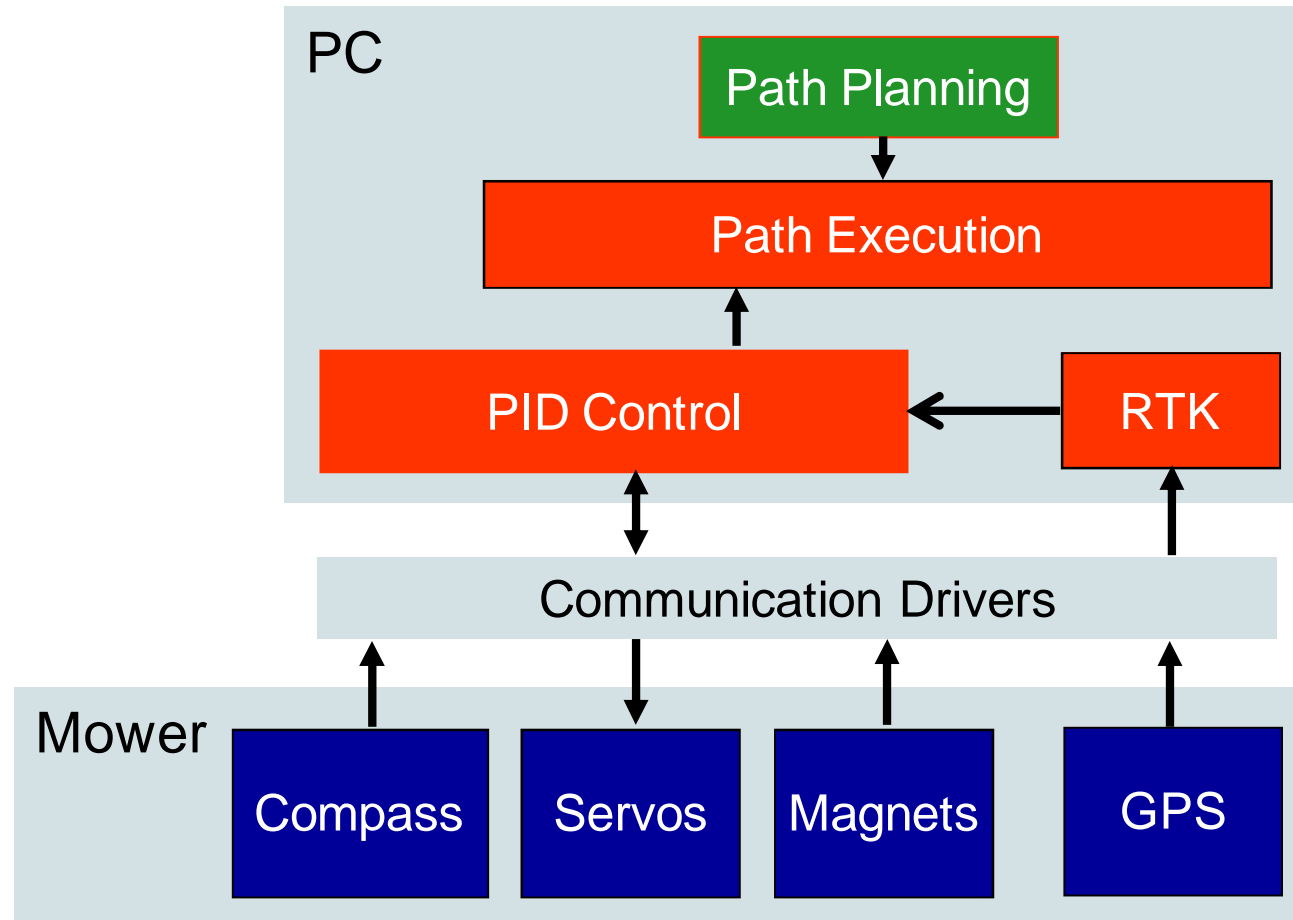 PC
Path Planning
Path Execution
PID Control
RTK
Communication Drivers
Mower
Compass
Servos
Magnets
GPS